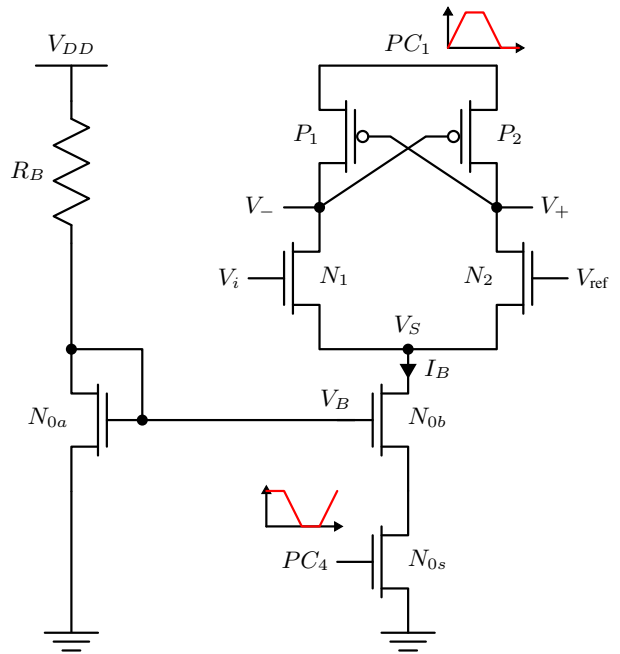 V_DD
PC_1
R_B
P_1
P_2
V_-
V_+
V_i
N_1
N_2
V_ref
V_S
I_B
N_0a
V_B
N_0b
PC_4
N_0s